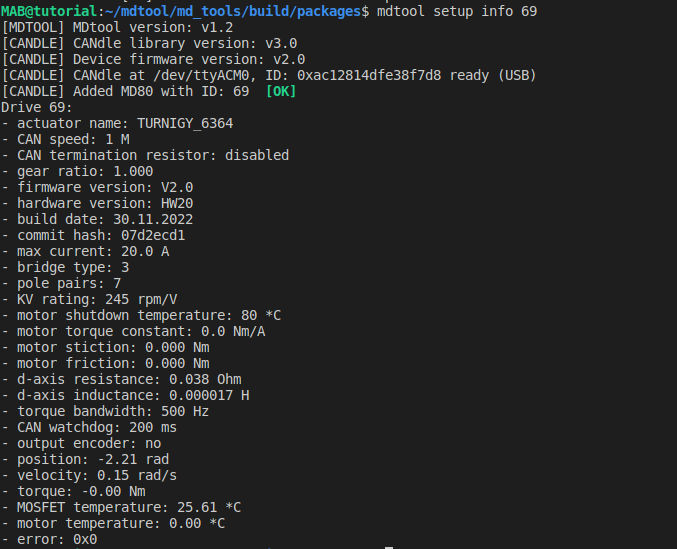 MAB@tutorial:~/mdtool/md_tools/build/packages$ mdtool setup info 69
[MDTOOL] MDtool version: v1.2
[CANDLE] CANdle library version: v3.0
[CANDLE] Device firmware version: v2.0
[CANDLE] CANdle at /dev/ttyACM0, ID: 0xac12814dfe38f7d8 ready (USB)
[CANDLE] Added MD80 with ID: 69  [OK]
Drive 69:
- actuator name: TURNIGY_6364
- CAN speed: 1 M
- CAN termination resistor: disabled
- gear ratio: 1.000
- firmware version: V2.0
- hardware version: HW20
- build date: 30.11.2022
- commit hash: 07d2ecd1
- max current: 20.0 A
- bridge type: 3
- pole pairs: 7
- KV rating: 245 rpm/V
- motor shutdown temperature: 80 *C
- motor torque constant: 0.0 Nm/A
- motor stiction: 0.000 Nm
- motor friction: 0.000 Nm
- d-axis resistance: 0.038 Ohm
- d-axis inductance: 0.000017 H
- torque bandwidth: 500 Hz
- CAN watchdog: 200 ms
- output encoder: no
- position: -2.21 rad
- velocity: 0.15 rad/s
- torque: -0.00 Nm
- MOSFET temperature: 25.61 *C
- motor temperature: 0.00 *C
- error: 0x0